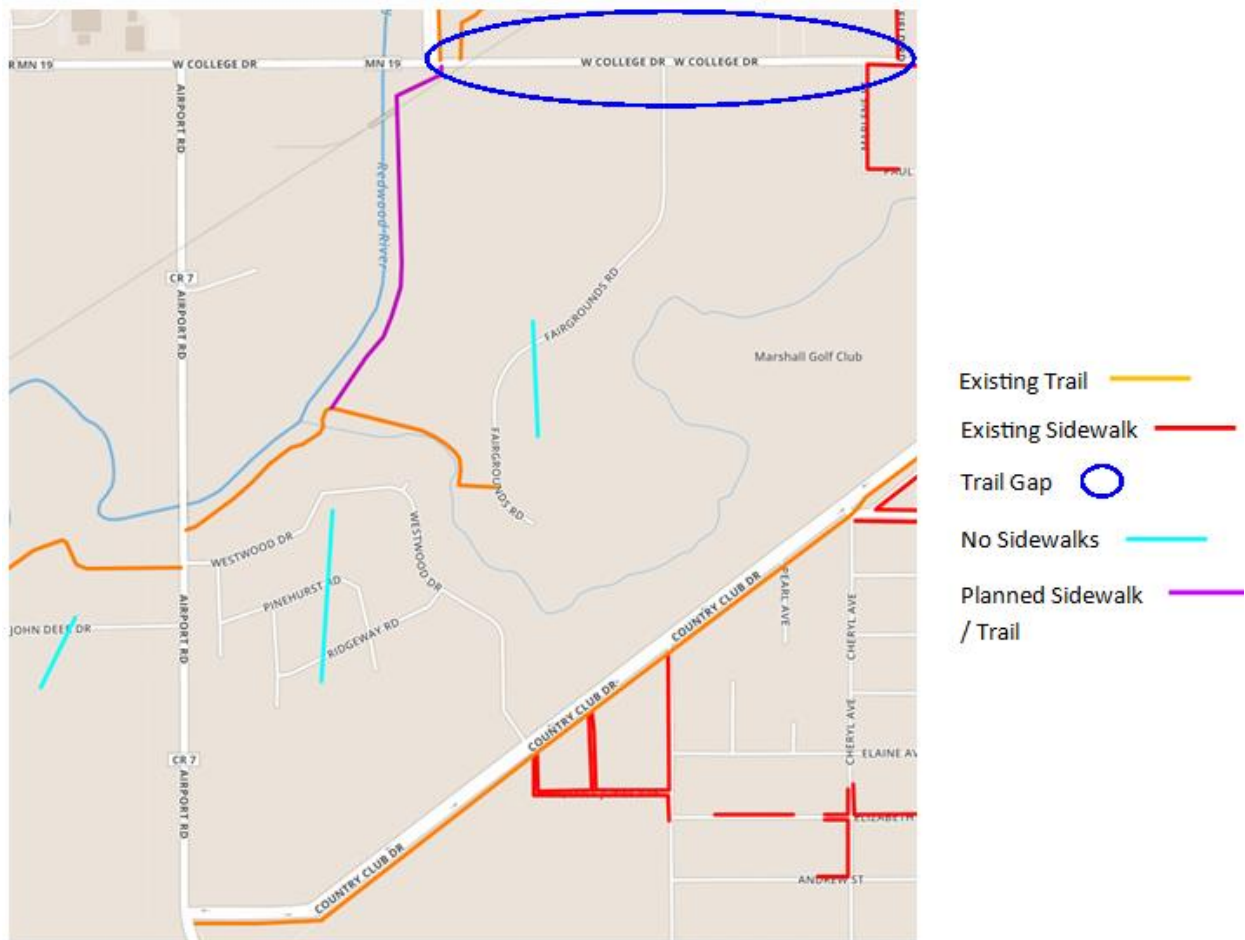 R MN 19
W COLLEGE DR
MN 19
W COLLEGE DR
W COLLEGE DR
AIRPORT RD
MARLENE
PAUL
Redwood River
CR 7
AIRPORT RD
FAIRGROUNDS RD
Marshall Golf Club
FAIRGROUNDS RD
WESTWOOD DR
WESTWOOD DR
PINEHURST RD
RIDGEWAY RD
JOHN DEER DR
AIRPORT RD
PEARL AVE
COUNTRY CLUB DR
CHERYL AVE
COUNTRY CLUB DR
CHERYL AVE
ELAINE AV
CR 7
AIRPORT RD
ELIZABETH
ANDREW ST
COUNTRY CLUB DR
Existing Trail
Existing Sidewalk
Trail Gap
No Sidewalks
Planned Sidewalk
/ Trail